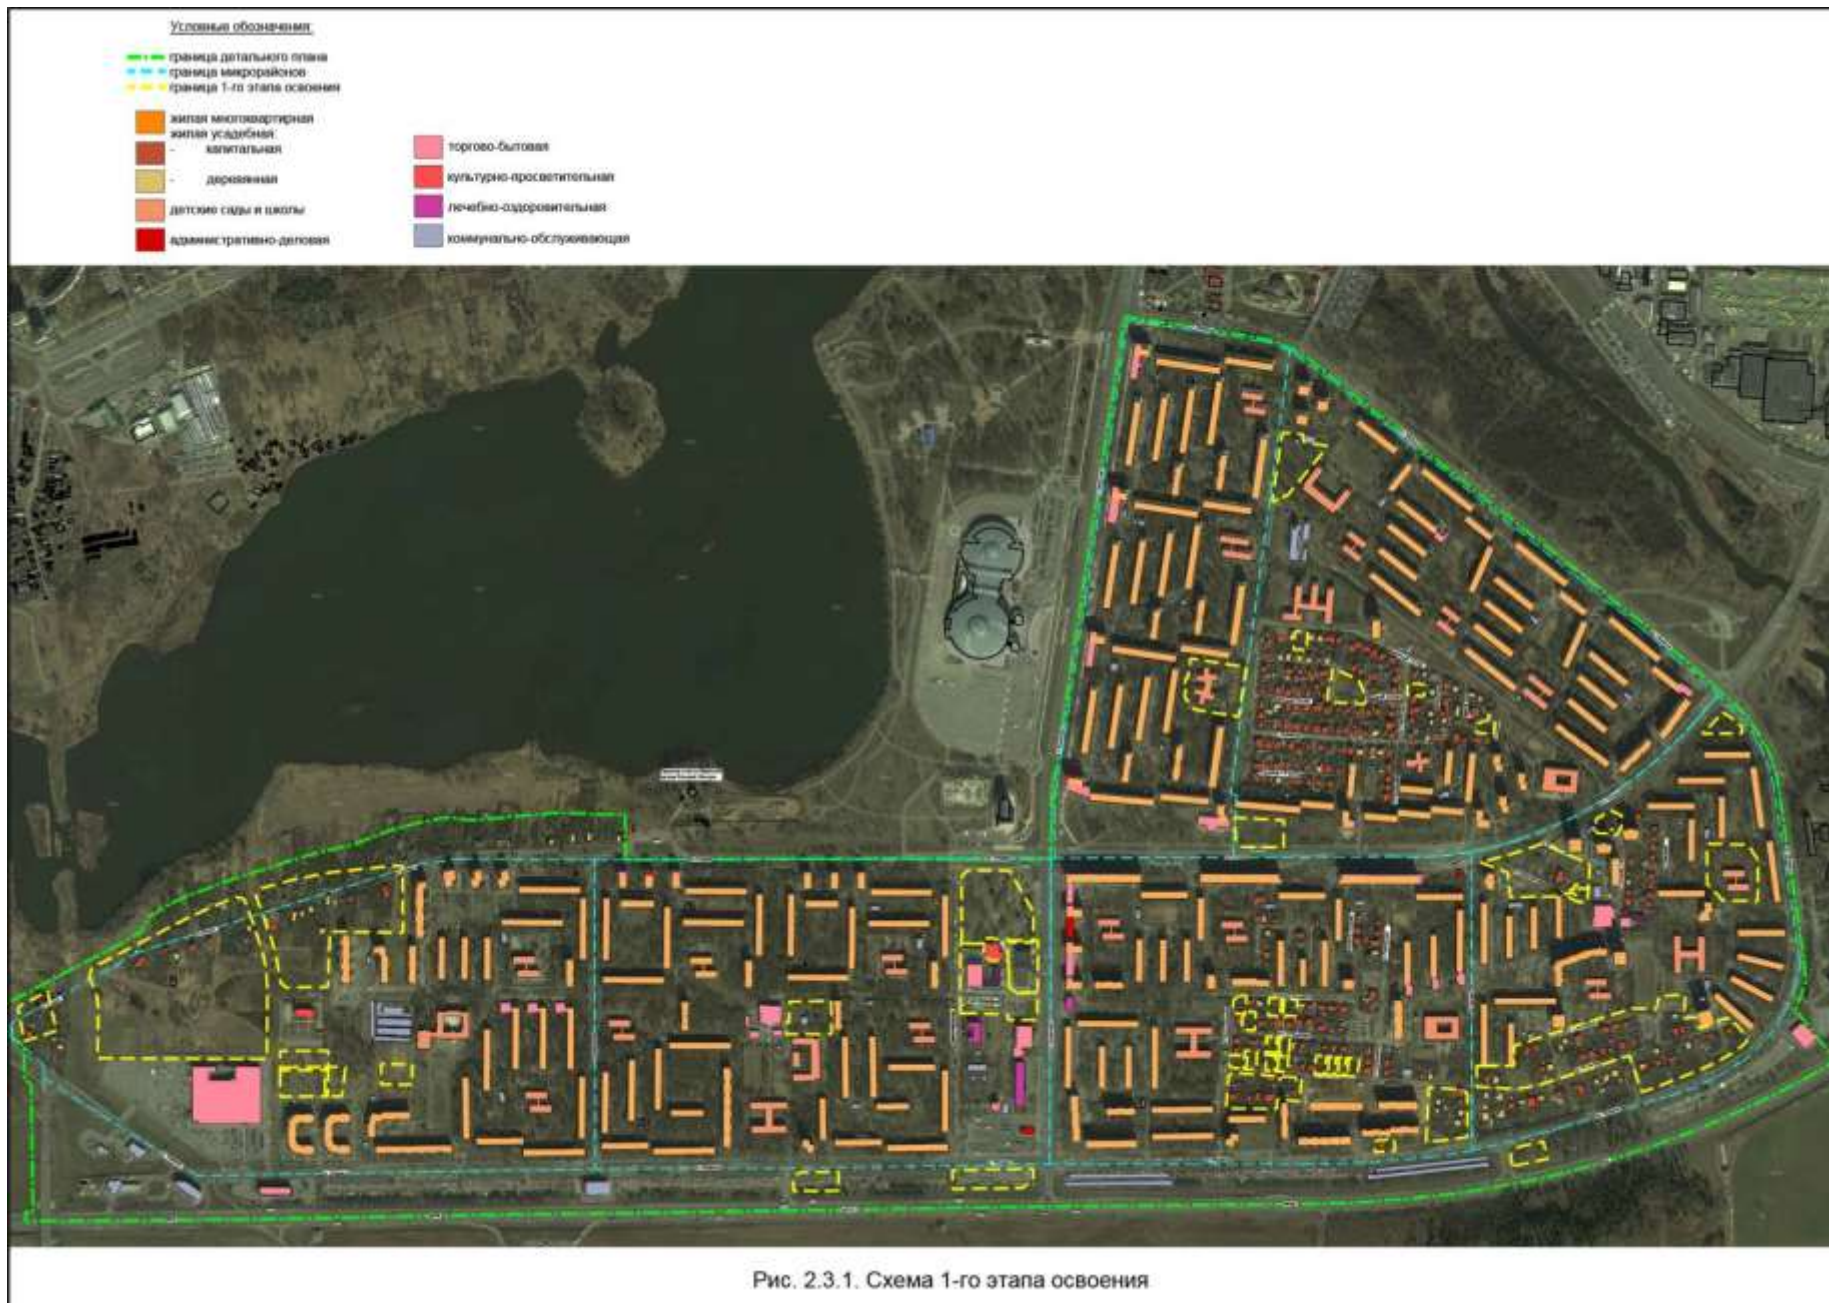 Условные обозначения:
граница детального плана
граница микрорайонов
граница 1-го этапа освоения
жилая многоквартирная
жилая усадебная:
- капитальная
- деревянная
детские сады и школы
административно-деловая
торгово-бытовая
культурно-просветительная
лечебно-оздоровительная
коммунально-обслуживающая
Рис. 2.3.1. Схема 1-го этапа освоения